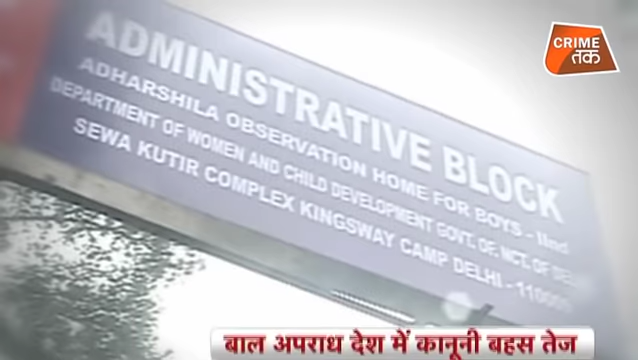 CRIME
तक
ADMINISTRATIVE BLOCK
ADHARSHILA OBSERVATION HOME FOR BOYS -
DEPARTMENT OF WOMEN AND CHILD DEVELOPMENT GOVT. OF. NCT. OF
SEWA KUTIR COMPLEX KINGSWAY CAMP DELHI -
बाल अपराध देश में कानूनी बहस तेज